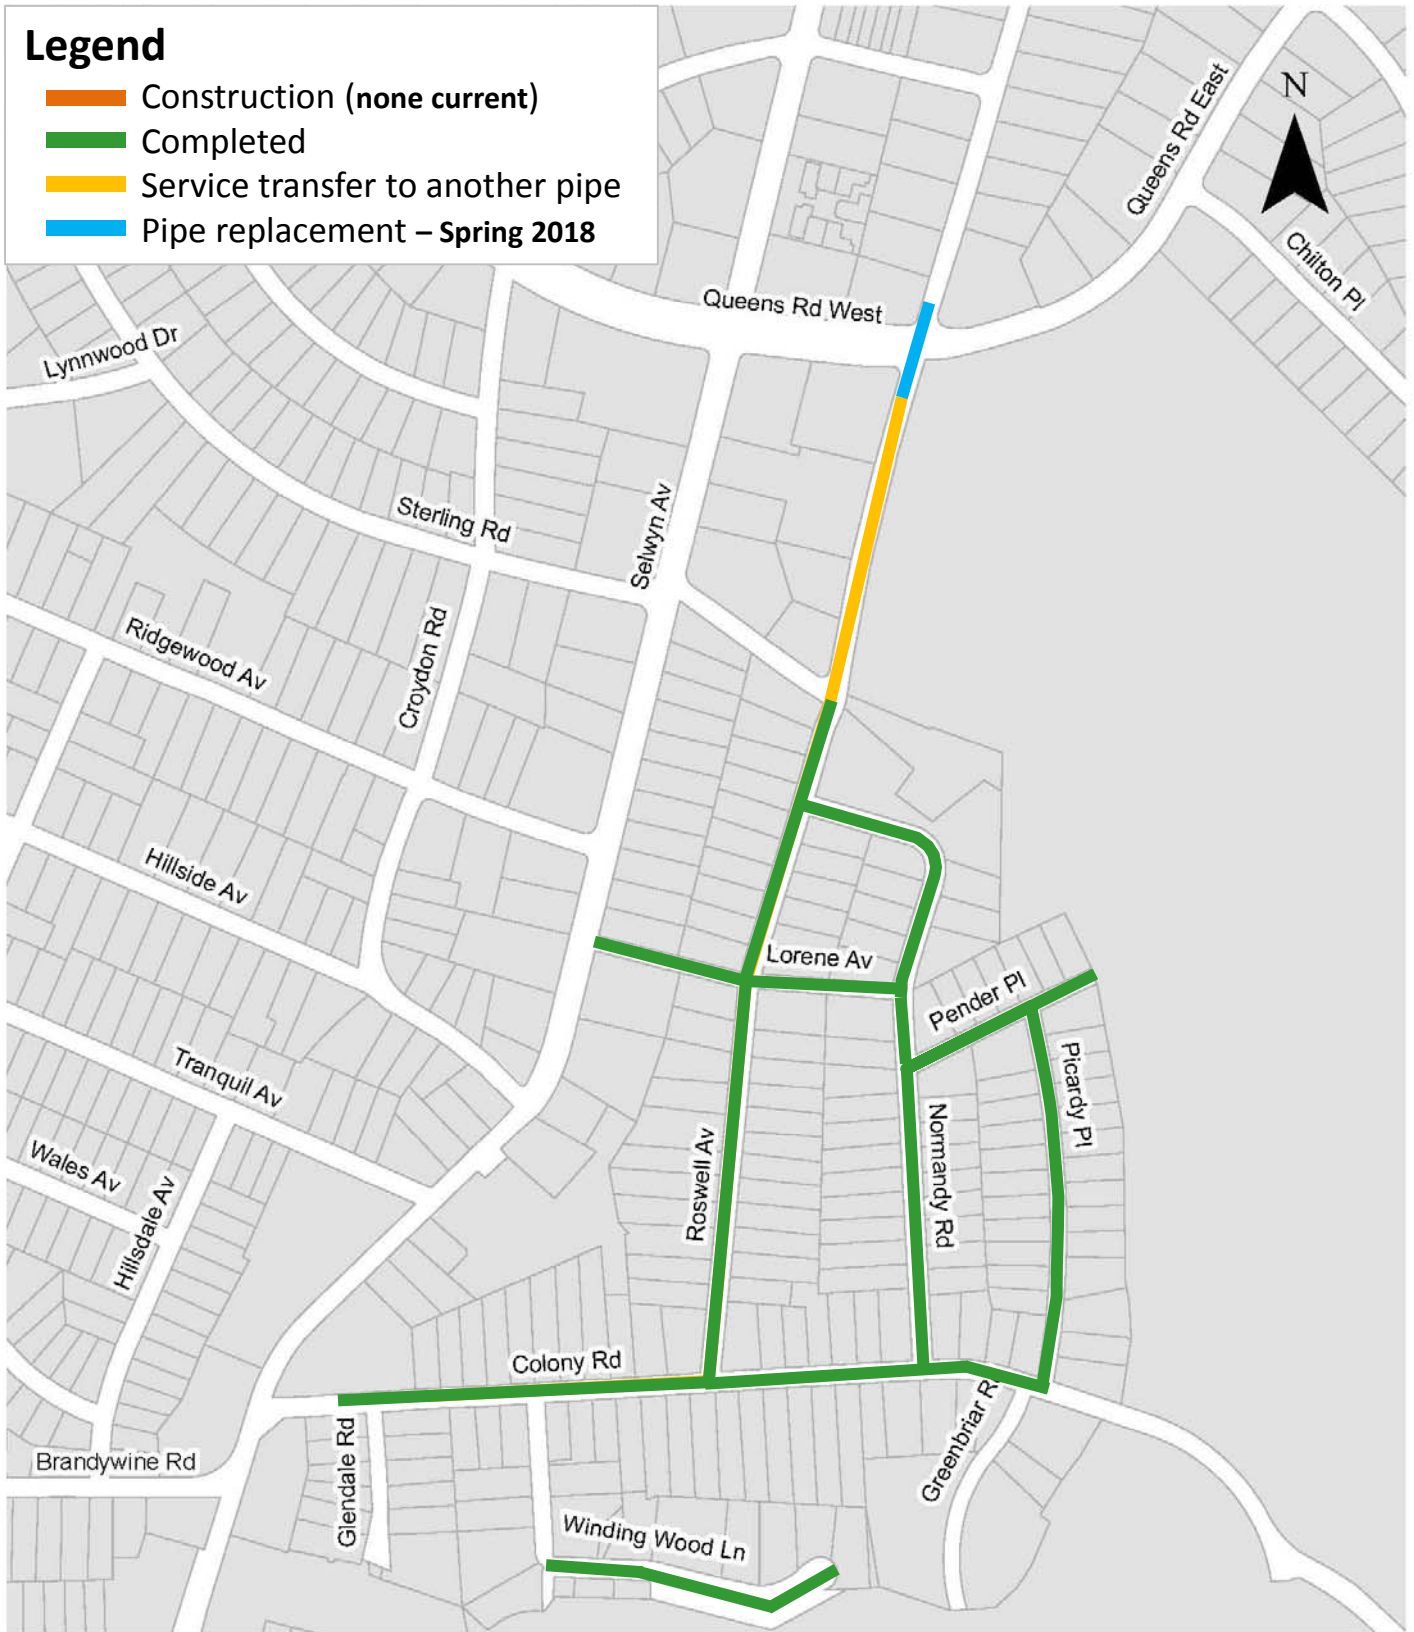 Legend
Construction (none current)
Completed
Service transfer to another pipe
Pipe replacement – Spring 2018
N
Queens Rd East
Chilton Pl
Queens Rd West
Lynnwood Dr
Sterling Rd
Selwyn Av
Croydon Rd
Ridgewood Av
Hillside Av
Lorene Av
Pender Pl
Picardy Pl
Tranquil Av
Normandy Rd
Roswell Av
Wales Av
Hillsdale Av
Colony Rd
Greenbriar Rd
Brandywine Rd
Glendale Rd
Winding Wood Ln